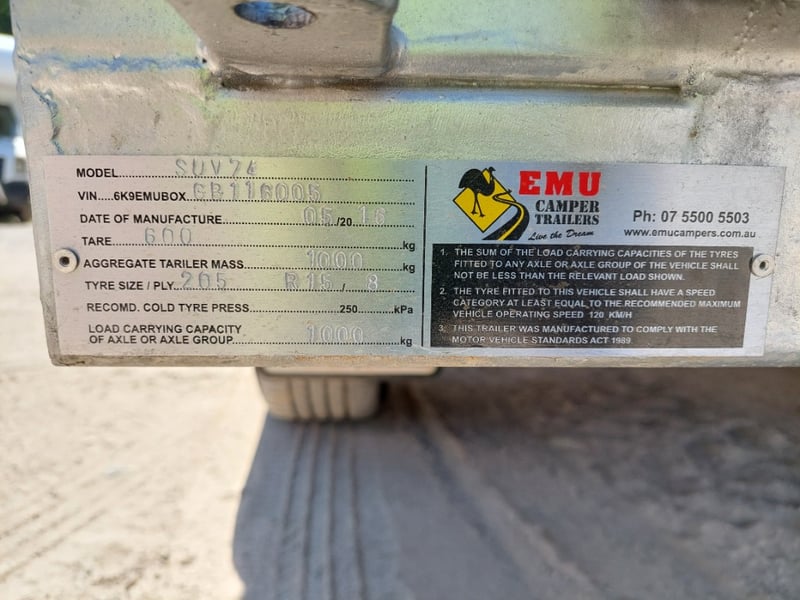 MODEL SUV74
VIN 6K9EMUBOX GB116005
DATE OF MANUFACTURE 05 /20 16
TARE 600 kg
AGGREGATE TARILER MASS 1000 kg
TYRE SIZE / PLY 205 R15 / 8
RECOMD. COLD TYRE PRESS 250 kPa
LOAD CARRYING CAPACITY
OF AXLE OR AXLE GROUP 1000 kg
EMU
CAMPER
TRAILERS
Live the Dream
Ph: 07 5500 5503
www.emucampers.com.au
1. THE SUM OF THE LOAD CARRYING CAPACITIES OF THE TYRES
FITTED TO ANY AXLE OR AXLE GROUP OF THE VEHICLE SHALL
NOT BE LESS THAN THE RELEVANT LOAD SHOWN.
2. THE TYRE FITTED TO THIS VEHICLE SHALL HAVE A SPEED
CATEGORY AT LEAST EQUAL TO THE RECOMMENDED MAXIMUM
VEHICLE OPERATING SPEED 120 KM/H
3. THIS TRAILER WAS MANUFACTURED TO COMPLY WITH THE
MOTOR VEHICLE STANDARDS ACT 1989.